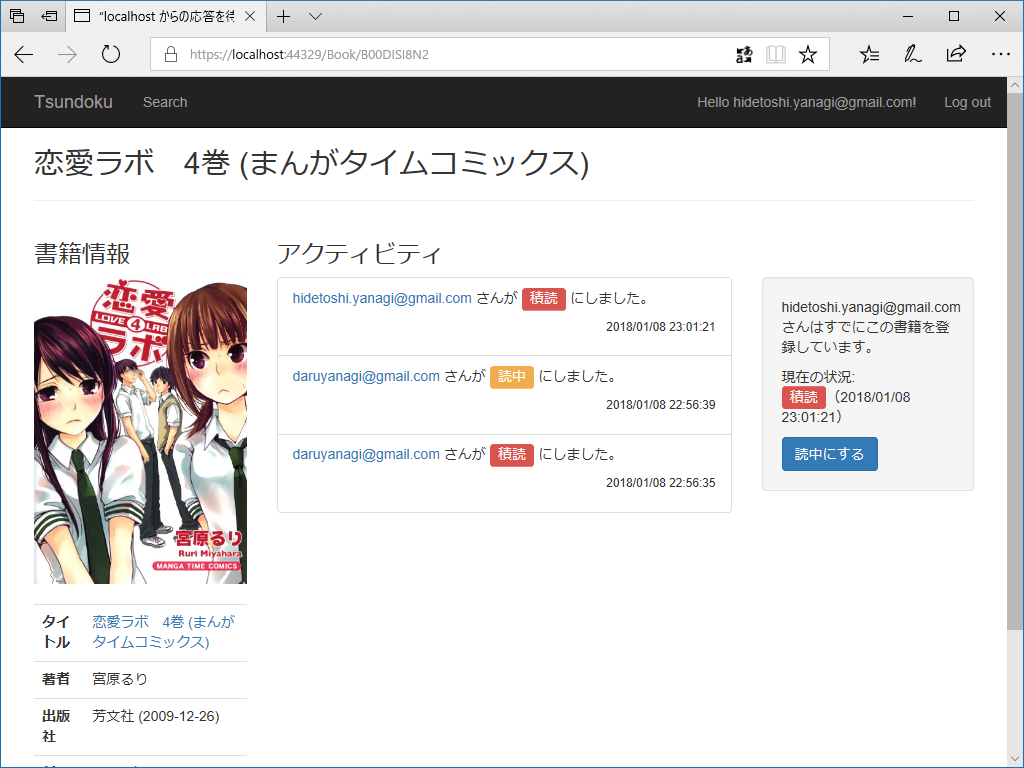 “localhost からの応答を待
https://localhost:44329/Book/B00DISI8N2
Tsundoku
Search
Hello hidetoshi.yanagi@gmail.com!
Log out
恋愛ラボ　4巻 (まんがタイムコミックス)
書籍情報
恋愛
LOVE 4 LAB
ラボ
宮原るり
Ruri Miyahara
MANGA TIME COMICS
タイトル
恋愛ラボ　4巻 (まんが
タイムコミックス)
著者
宮原るり
出版社
芳文社 (2009-12-26)
アクティビティ
hidetoshi.yanagi@gmail.com さんが 積読 にしました。
2018/01/08 23:01:21
daruyanagi@gmail.com さんが 読中 にしました。
2018/01/08 22:56:39
daruyanagi@gmail.com さんが 積読 にしました。
2018/01/08 22:56:35
hidetoshi.yanagi@gmail.com
さんはすでにこの書籍を登
録しています。
現在の状況:
積読（2018/01/08
23:01:21）
読中にする